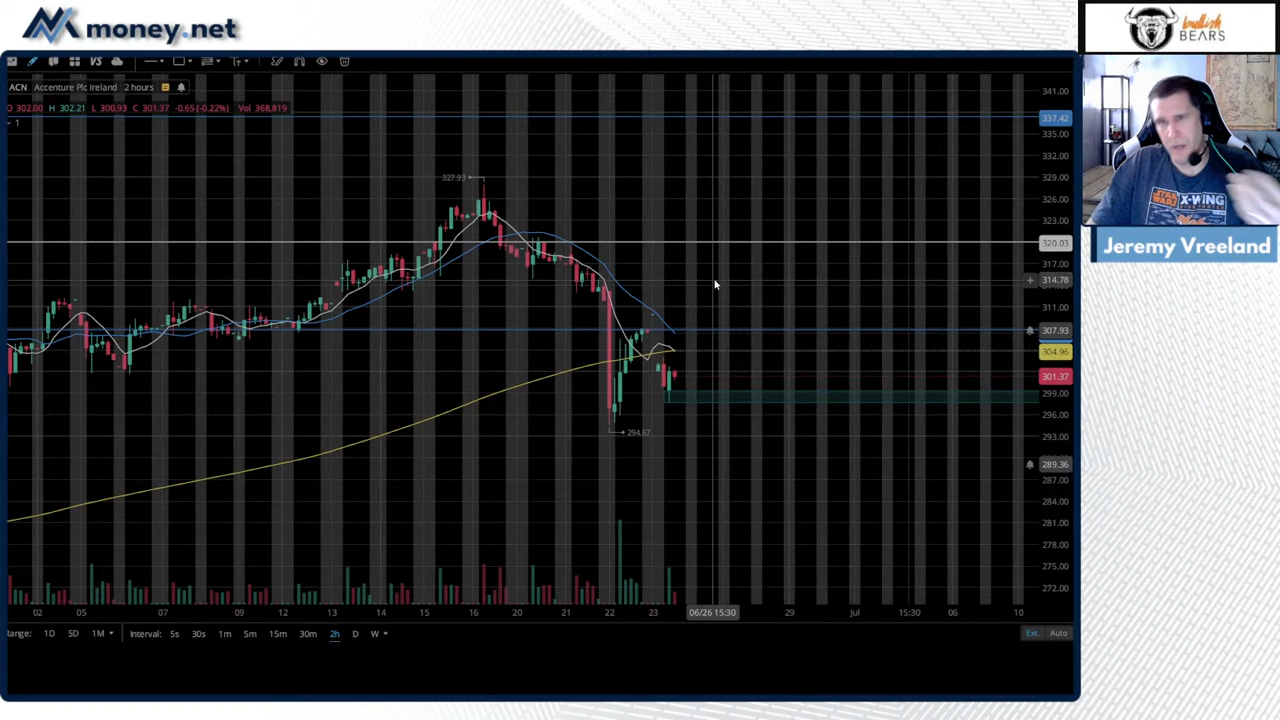 money.net
bullish
BEARS
VS
ACN Accenture Plc Ireland 2 hours
O 302.00 H 302.21 L 300.93 C 301.37 -0.65 (-0.22%) Vol 368,819
1
341.00
337.42
335.00
332.00
327.93
329.00
326.00
323.00
320.03
317.00
314.78
311.00
307.93
304.96
301.37
299.00
296.00
294.67
293.00
289.36
287.00
284.00
281.00
278.00
275.00
272.00
02 05 07 09 12 13 14 15 16 20 21 22 23 06/26 15:30 29 Jul 15:30 06 10
Range: 1D 5D 1M Interval: 5s 30s 1m 5m 15m 30m 2h D W Ext. Auto
STAR WARS
X-WING
Jeremy Vreeland